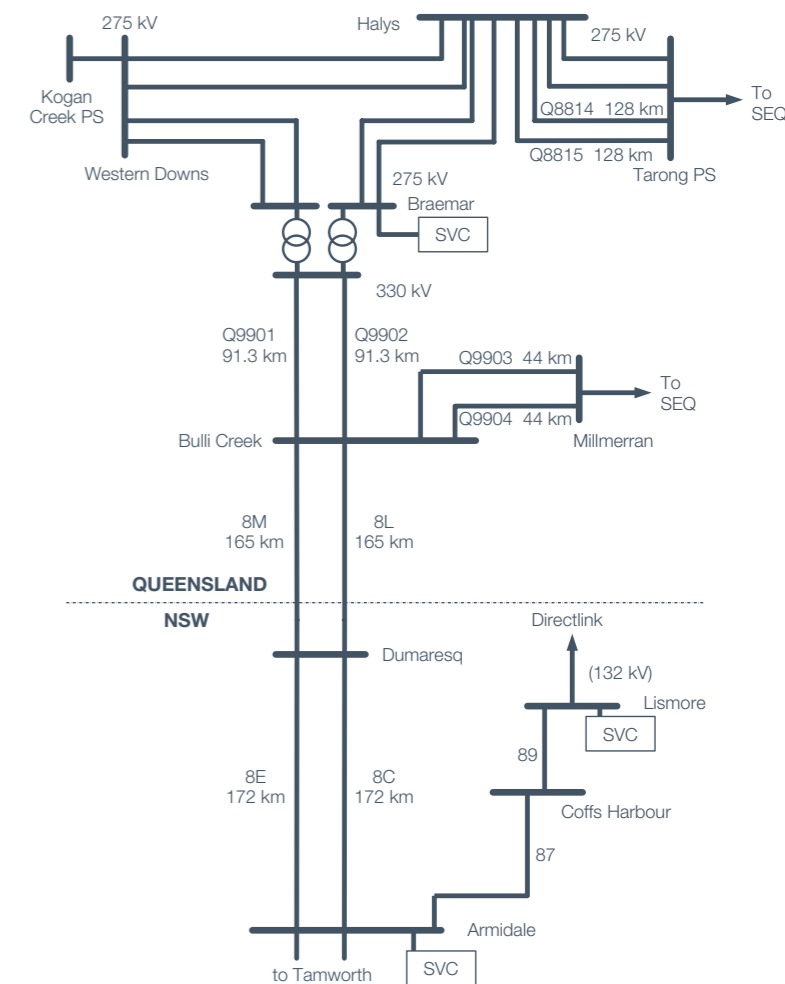 275 kV
Halys
275 kV
Kogan
Creek PS
To
SEQ
Q8814 128 km
Q8815 128 km
Western Downs
Tarong PS
275 kV
Braemar
SVC
330 kV
Q9901
91.3 km
Q9902
91.3 km
Q9903 44 km
To
SEQ
Q9904 44 km
Bulli Creek
Millmerran
8M
165 km
8L
165 km
QUEENSLAND
NSW
Directlink
Dumaresq
(132 kV)
Lismore
SVC
89
8E
172 km
8C
172 km
Coffs Harbour
87
Armidale
SVC
to Tamworth